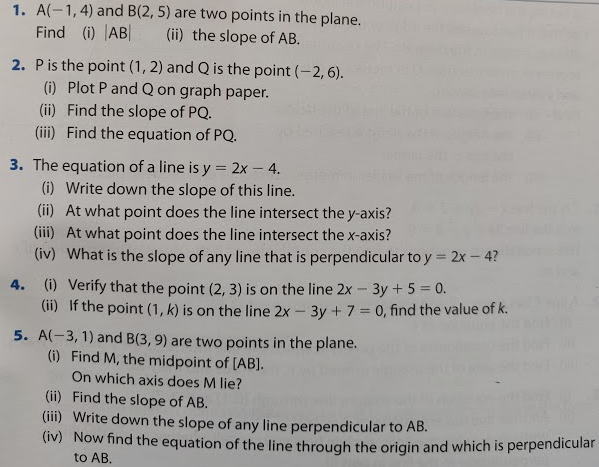 1. A(−1, 4) and B(2, 5) are two points in the plane.
Find (i) |AB| (ii) the slope of AB.
2. P is the point (1, 2) and Q is the point (−2, 6).
(i) Plot P and Q on graph paper.
(ii) Find the slope of PQ.
(iii) Find the equation of PQ.
3. The equation of a line is y = 2x − 4.
(i) Write down the slope of this line.
(ii) At what point does the line intersect the y-axis?
(iii) At what point does the line intersect the x-axis?
(iv) What is the slope of any line that is perpendicular to y = 2x − 4?
4. (i) Verify that the point (2, 3) is on the line 2x − 3y + 5 = 0.
(ii) If the point (1, k) is on the line 2x − 3y + 7 = 0, find the value of k.
5. A(−3, 1) and B(3, 9) are two points in the plane.
(i) Find M, the midpoint of [AB].
On which axis does M lie?
(ii) Find the slope of AB.
(iii) Write down the slope of any line perpendicular to AB.
(iv) Now find the equation of the line through the origin and which is perpendicular
to AB.